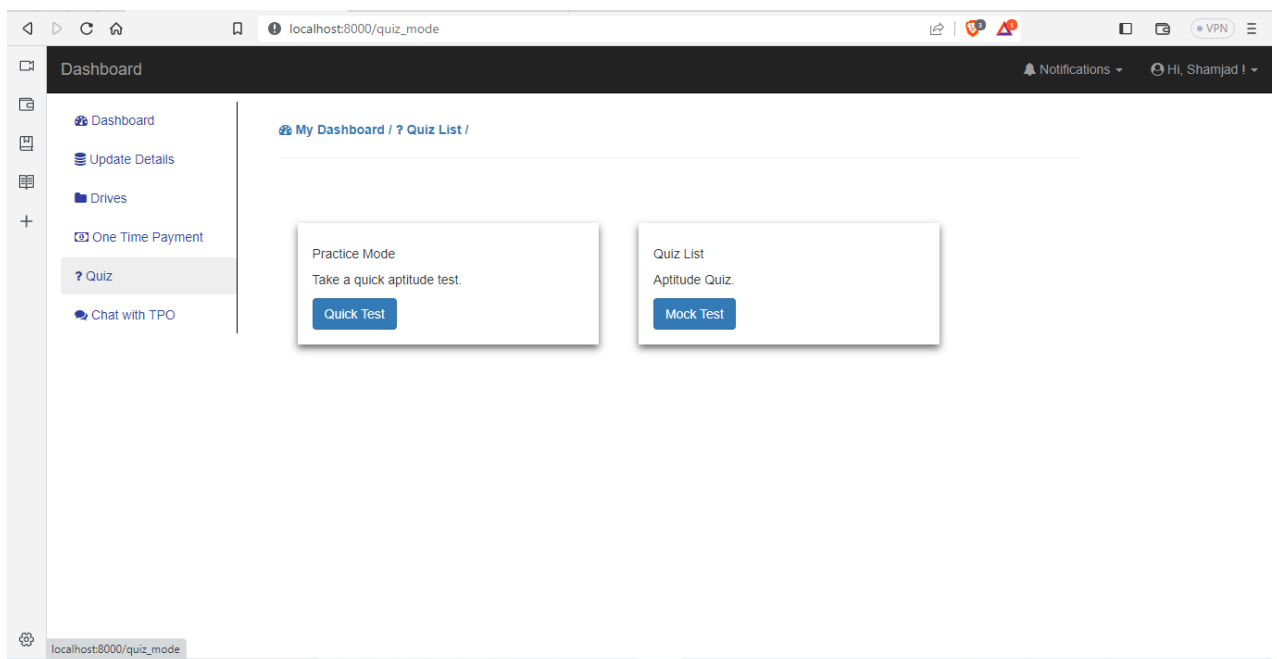 localhost:8000/quiz_mode
3
1
VPN
Dashboard
Notifications
Hi, Shamjad !
Dashboard
Update Details
Drives
One Time Payment
? Quiz
Chat with TPO
My Dashboard / ? Quiz List /
Practice Mode
Take a quick aptitude test.
Quick Test
Quiz List
Aptitude Quiz.
Mock Test
localhost:8000/quiz_mode